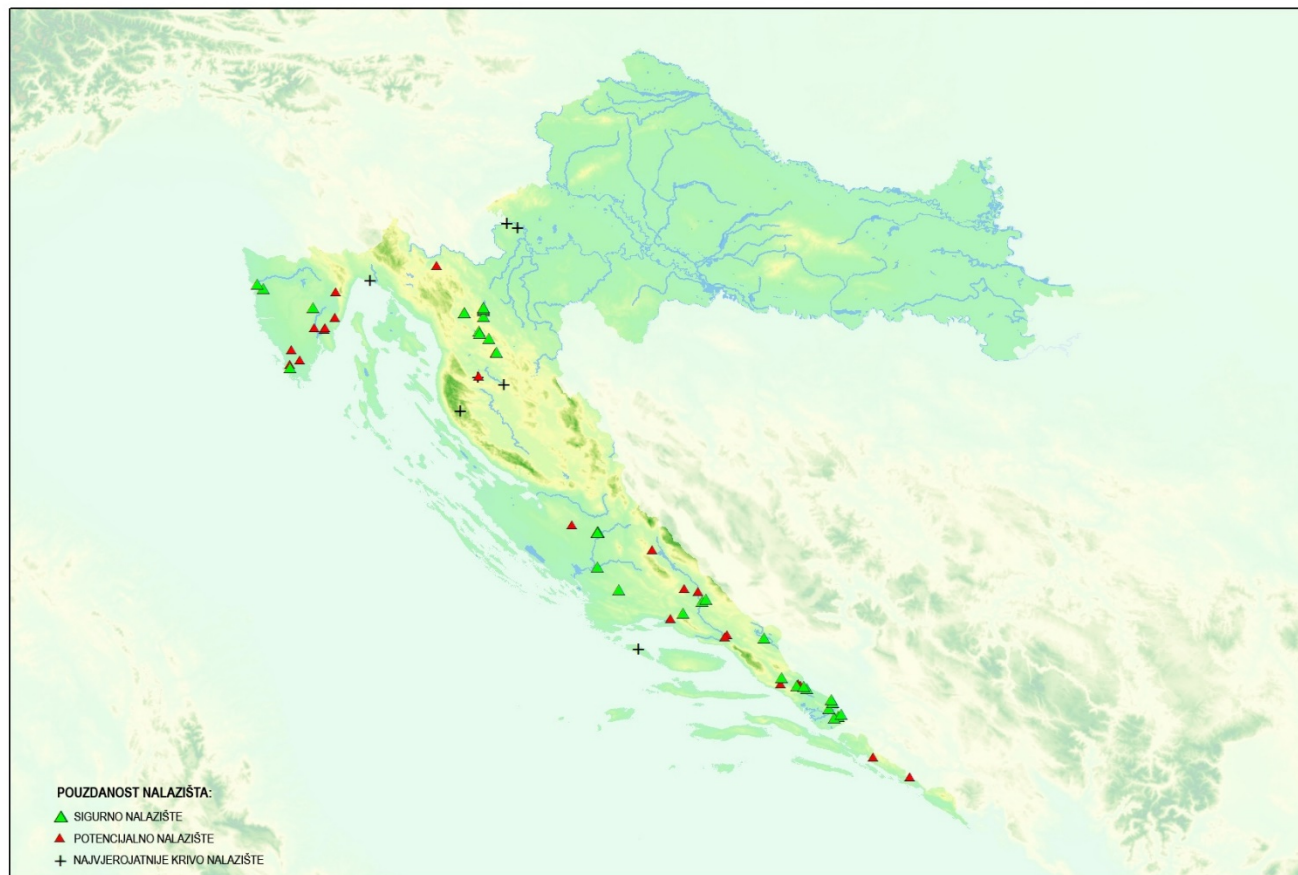 POUZDANOST NALAZIŠTA:
SIGURNO NALAZIŠTE
POTENCIJALNO NALAZIŠTE
NAJVJEROJATNIJE KRIVO NALAZIŠTE